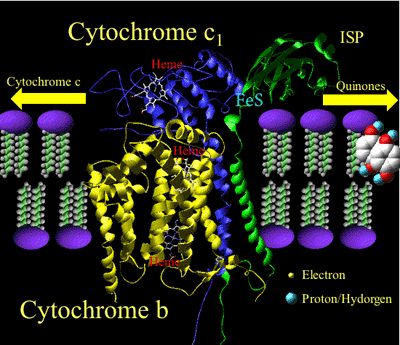 Cytochrome c1
ISP
Heme
Cytochrome c
FeS
Quinones
Heme
Heme
Electron
Cytochrome b
Proton/Hydorgen